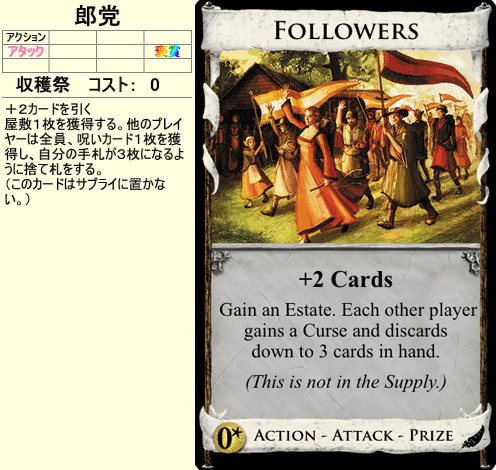 郎党
アクション
アタック
褒賞
収穫祭 コスト: 0
+2カードを引く
屋敷1枚を獲得する。他のプレイ
ヤーは全員、呪いカード1枚を獲
得し、自分の手札が3枚になるよ
うに捨て札をする。
(このカードはサプライに置かな
い。)
FOLLOWERS
+2 Cards
Gain an Estate. Each other player
gains a Curse and discards
down to 3 cards in hand.
(This is not in the Supply.)
0* ACTION - ATTACK - PRIZE